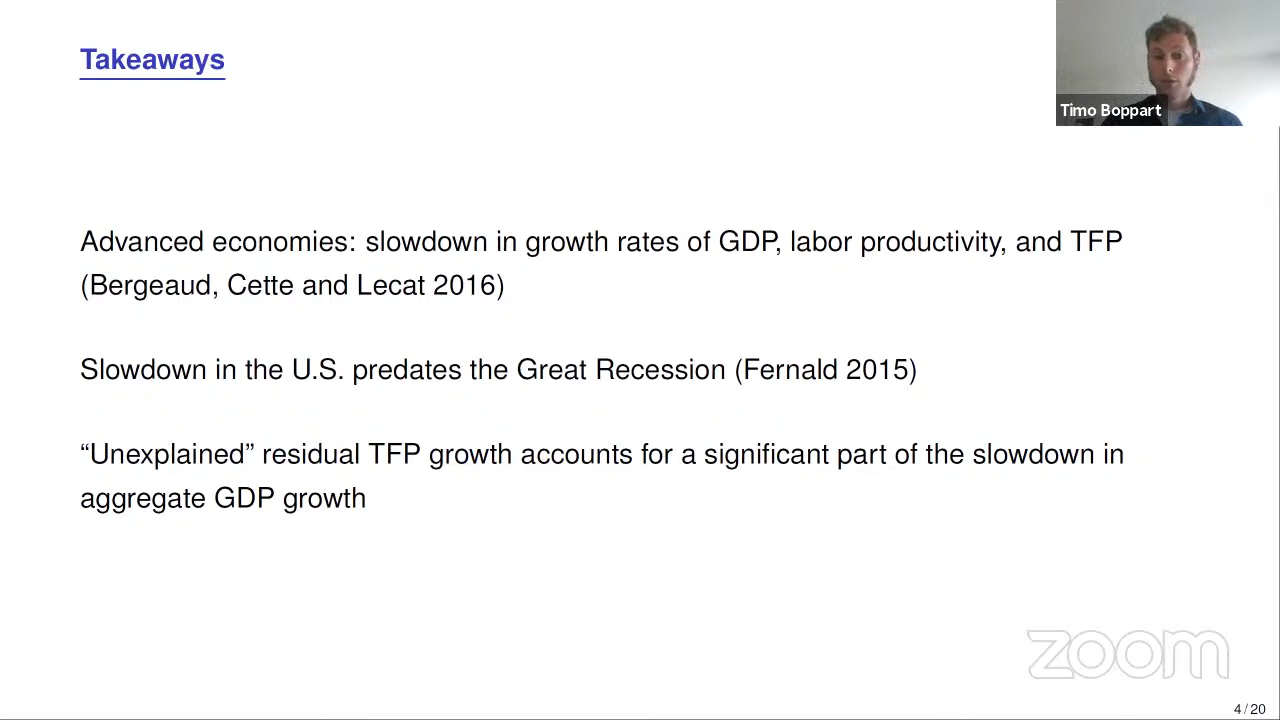 Takeaways
Timo Boppart
Advanced economies: slowdown in growth rates of GDP, labor productivity, and TFP
(Bergeaud, Cette and Lecat 2016)
Slowdown in the U.S. predates the Great Recession (Fernald 2015)
“Unexplained” residual TFP growth accounts for a significant part of the slowdown in
aggregate GDP growth
zoom
4 / 20